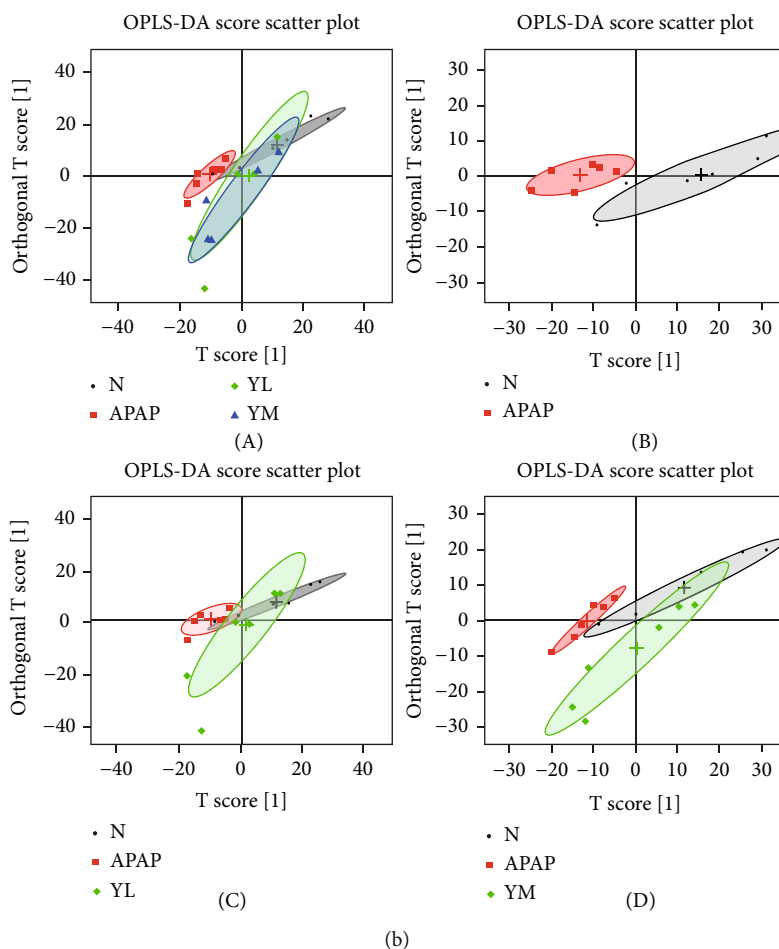 OPLS-DA score scatter plot
Orthogonal T score [1]
40
20
0
−20
−40
−40
−20
0
20
40
T score [1]
N
YL
APAP
YM
(A)
OPLS-DA score scatter plot
Orthogonal T score [1]
30
20
10
0
−10
−20
−30
−30
−20
−10
0
10
20
30
T score [1]
N
APAP
(B)
OPLS-DA score scatter plot
Orthogonal T score [1]
40
20
0
−20
−40
−40
−20
0
20
40
T score [1]
N
APAP
YL
(C)
OPLS-DA score scatter plot
Orthogonal T score [1]
30
20
10
0
−10
−20
−30
−30
−20
−10
0
10
20
30
T score [1]
N
APAP
YM
(D)
(b)